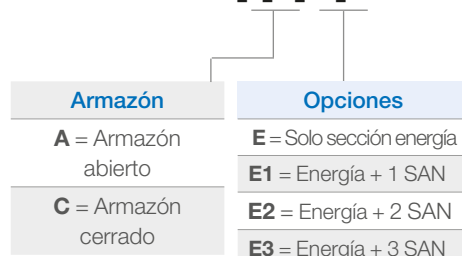 Armazón
A = Armazón
abierto
C = Armazón
cerrado
Opciones
E = Solo sección energía
E1 = Energía + 1 SAN
E2 = Energía + 2 SAN
E3 = Energía + 3 SAN